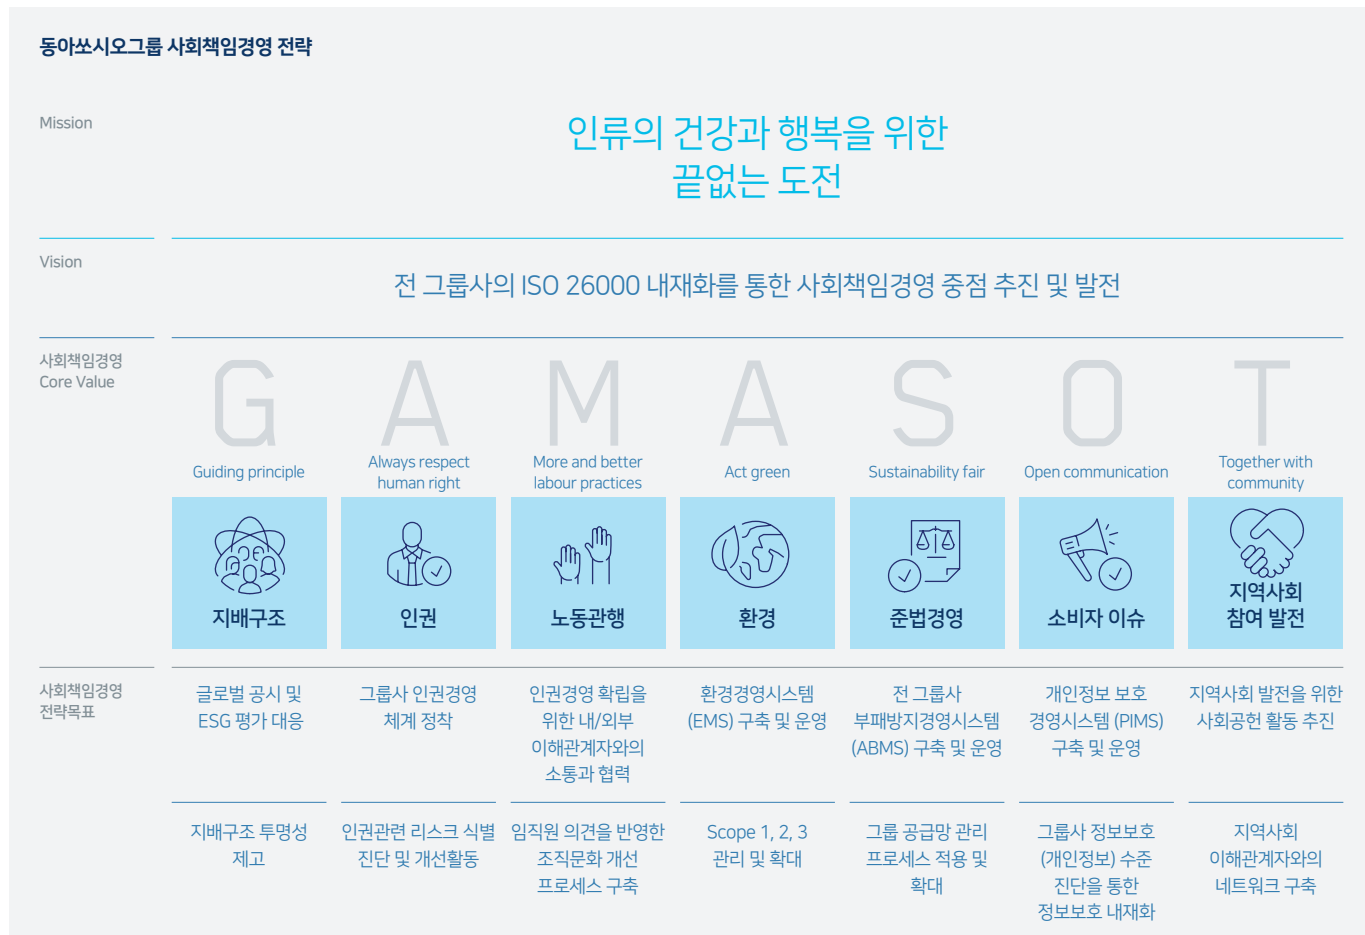 동아쏘시오그룹 사회책임경영 전략
Mission
인류의 건강과 행복을 위한
끝없는 도전
Vision
전 그룹사의 ISO 26000 내재화를 통한 사회책임경영 중점 추진 및 발전
사회책임경영
Core Value
G
Guiding principle
지배구조
A
Always respect
human right
인권
M
More and better
labour practices
노동관행
A
Act green
환경
S
Sustainability fair
준법경영
O
Open communication
소비자 이슈
T
Together with
community
지역사회
참여 발전
사회책임경영
전략목표
글로벌 공시 및
ESG 평가 대응
그룹사 인권경영
체계 정착
인권경영 확립을
위한 내/외부
이해관계자와의
소통과 협력
환경경영시스템
(EMS) 구축 및 운영
전 그룹사
부패방지경영시스템
(ABMS) 구축 및 운영
개인정보 보호
경영시스템 (PIMS)
구축 및 운영
지역사회 발전을 위한
사회공헌 활동 추진
지배구조 투명성
제고
인권관련 리스크 식별
진단 및 개선활동
임직원 의견을 반영한
조직문화 개선
프로세스 구축
Scope 1, 2, 3
관리 및 확대
그룹 공급망 관리
프로세스 적용 및
확대
그룹사 정보보호
(개인정보) 수준
진단을 통한
정보보호 내재화
지역사회
이해관계자와의
네트워크 구축